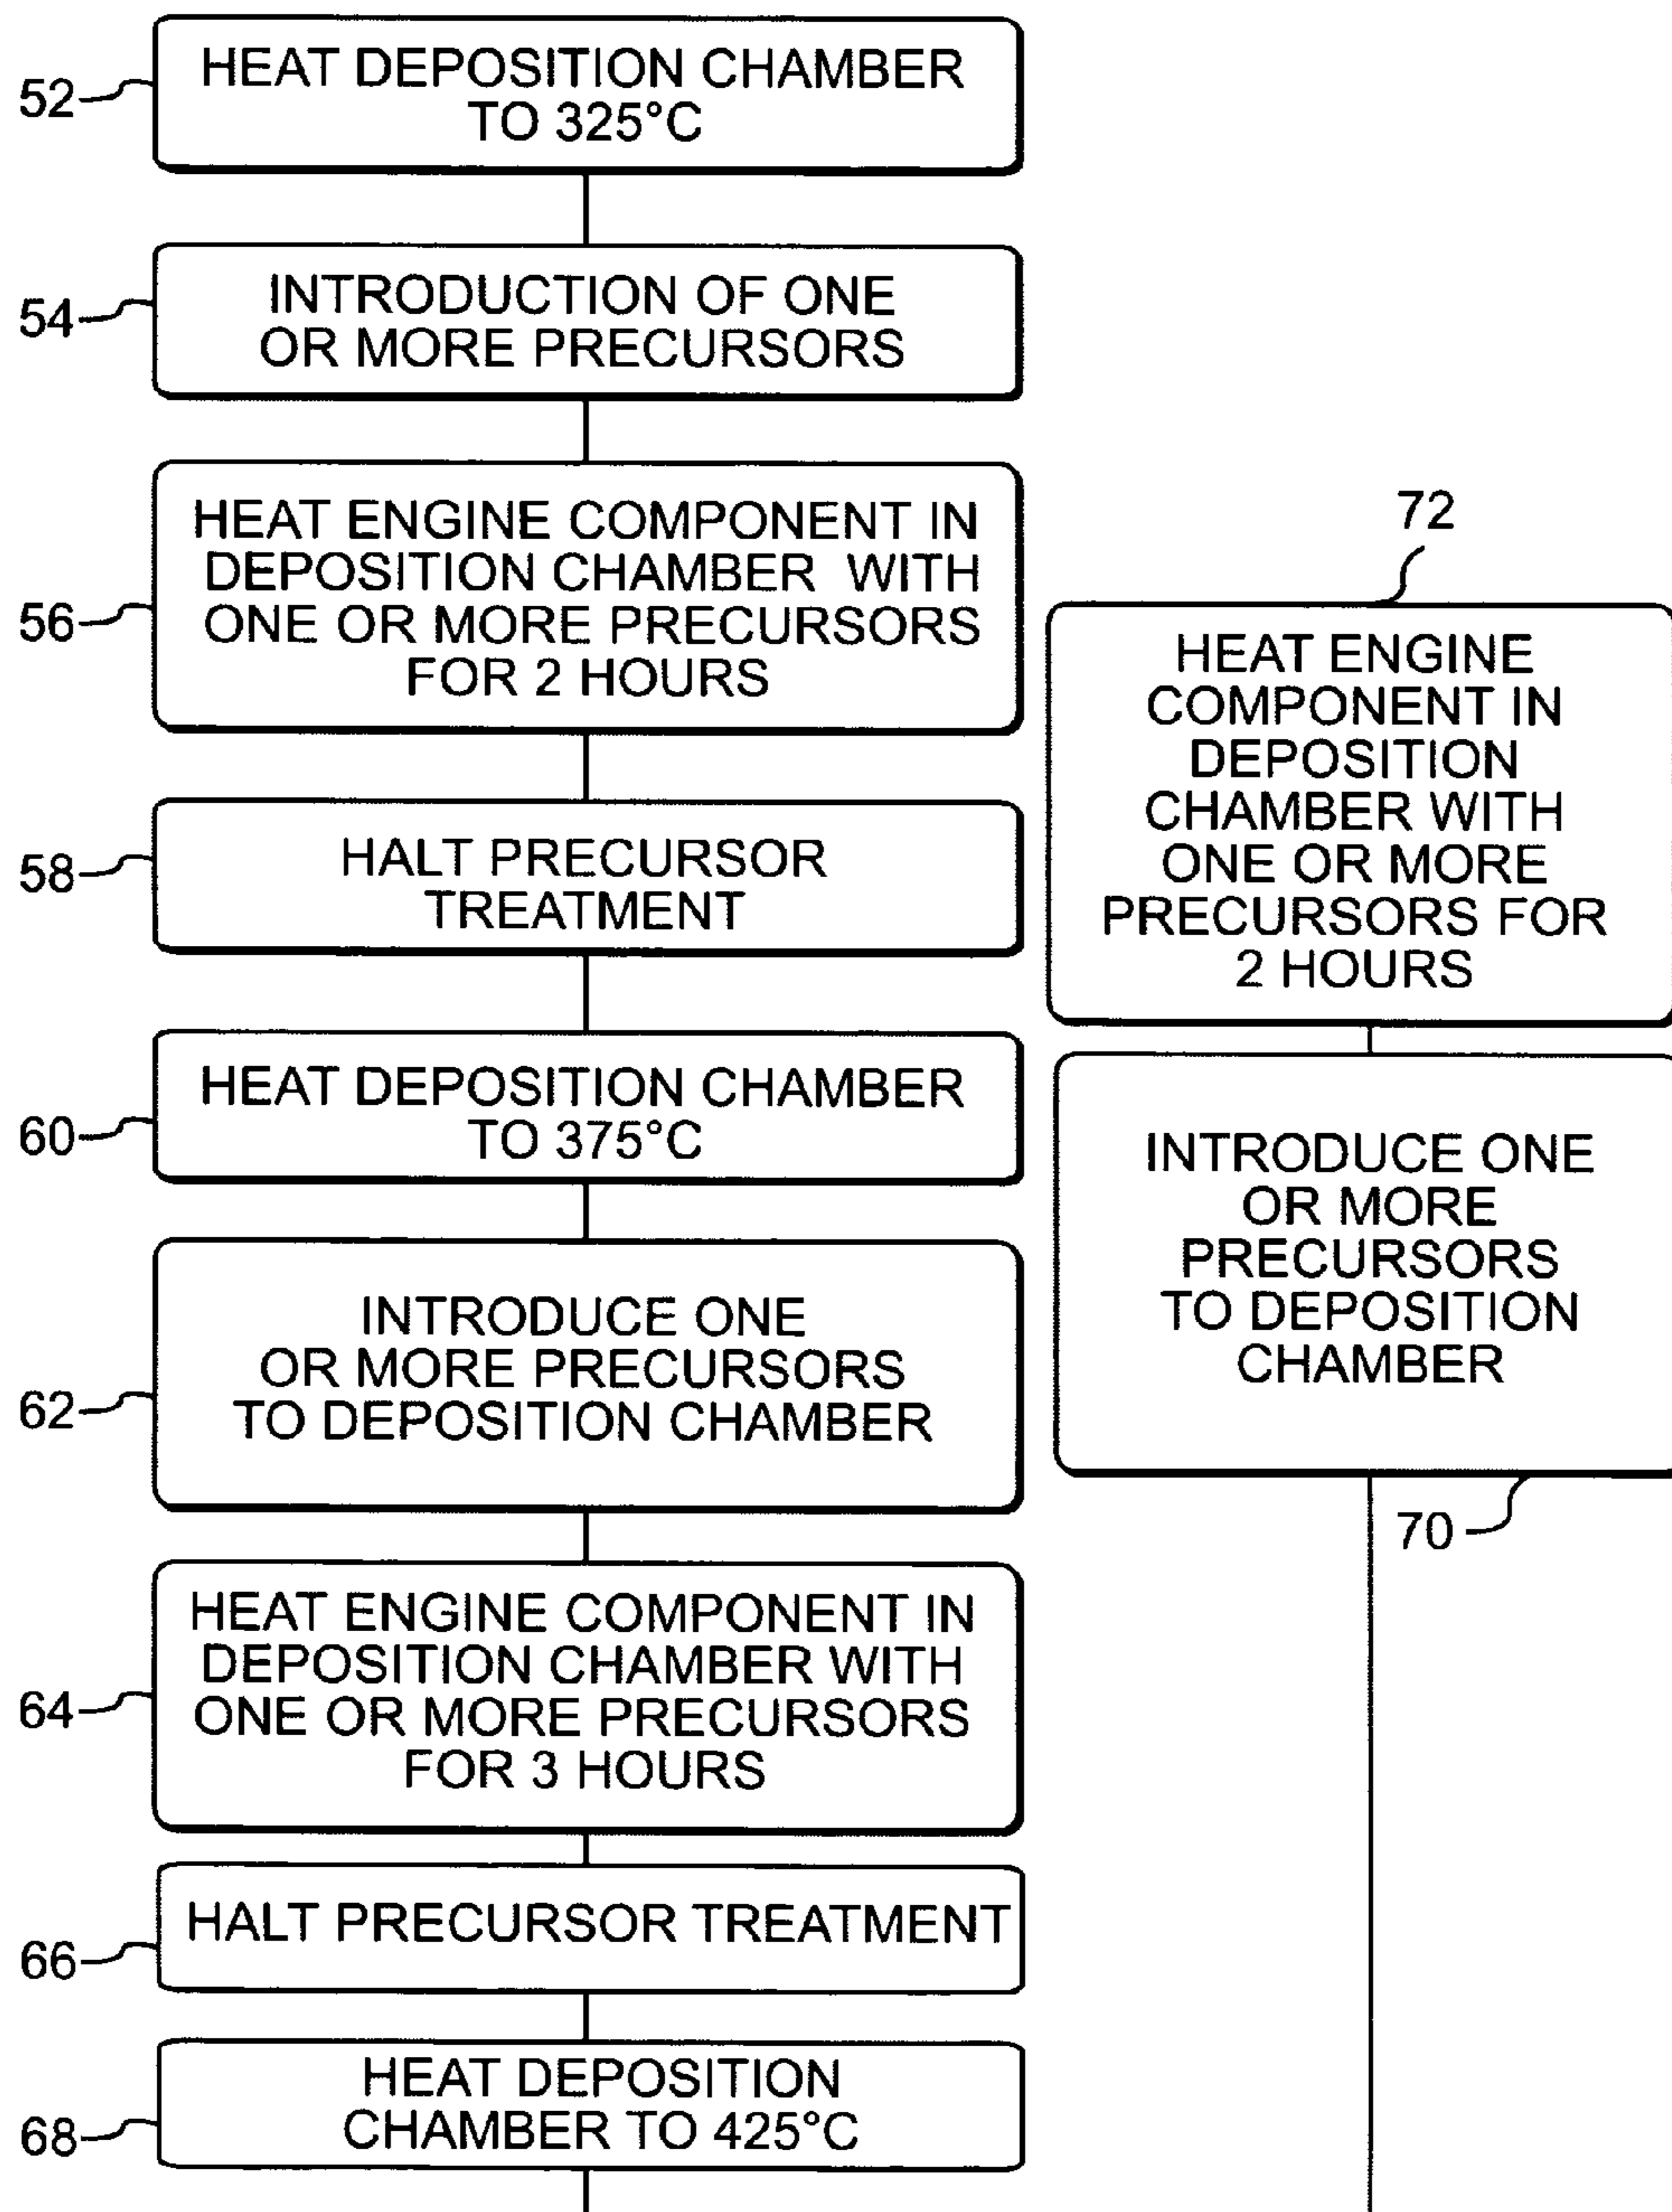 52
HEAT DEPOSITION CHAMBER
TO 325°C
54
INTRODUCTION OF ONE
OR MORE PRECURSORS
56
HEAT ENGINE COMPONENT IN
DEPOSITION CHAMBER WITH
ONE OR MORE PRECURSORS
FOR 2 HOURS
58
HALT PRECURSOR
TREATMENT
60
HEAT DEPOSITION CHAMBER
TO 375°C
62
INTRODUCE ONE
OR MORE PRECURSORS
TO DEPOSITION CHAMBER
64
HEAT ENGINE COMPONENT IN
DEPOSITION CHAMBER WITH
ONE OR MORE PRECURSORS
FOR 3 HOURS
66
HALT PRECURSOR TREATMENT
68
HEAT DEPOSITION
CHAMBER TO 425°C
72
HEAT ENGINE
COMPONENT IN
DEPOSITION
CHAMBER WITH
ONE OR MORE
PRECURSORS FOR
2 HOURS
INTRODUCE ONE
OR MORE
PRECURSORS
TO DEPOSITION
CHAMBER
70